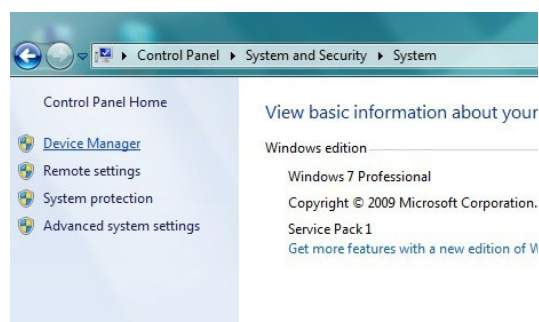 Control Panel ▸ System and Security ▸ System
Control Panel Home
Device Manager
Remote settings
System protection
Advanced system settings
View basic information about your
Windows edition
Windows 7 Professional
Copyright © 2009 Microsoft Corporation.
Service Pack 1
Get more features with a new edition of